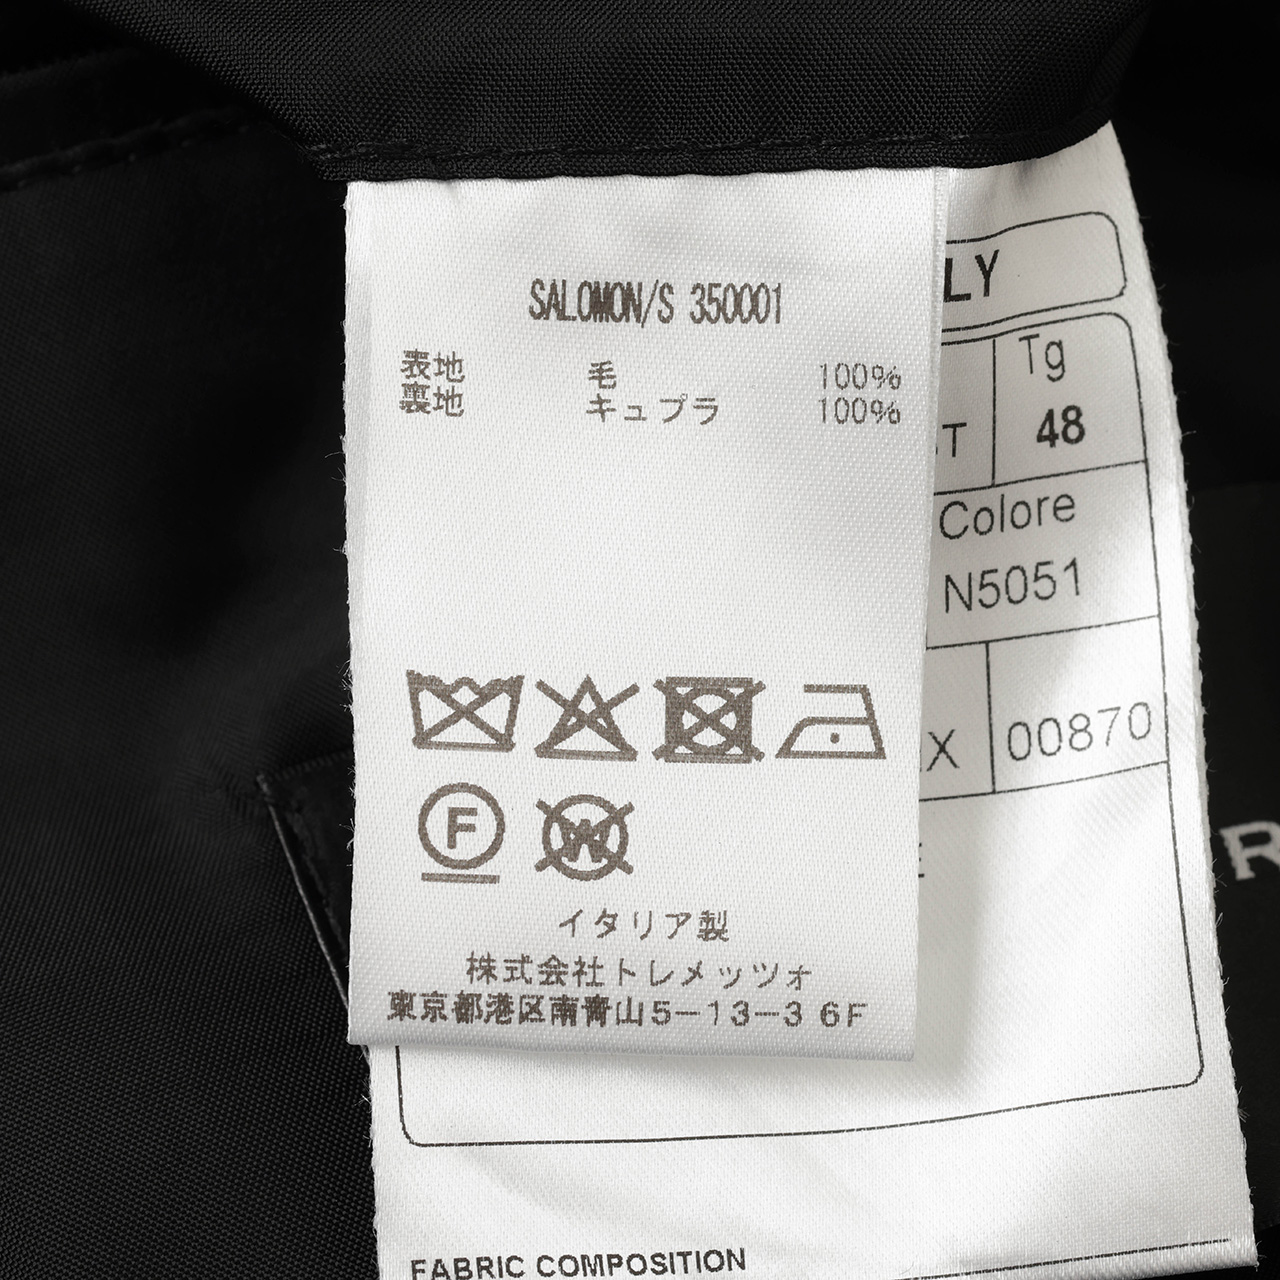 SALOMON/S 350001
表地 毛 100%
裏地 キュプラ 100%
F
W
イタリア製
株式会社トレメッツォ
東京都港区南青山5-13-3 6F
LY
Tg
T 48
Colore
N5051
X 00870
R
FABRIC COMPOSITION